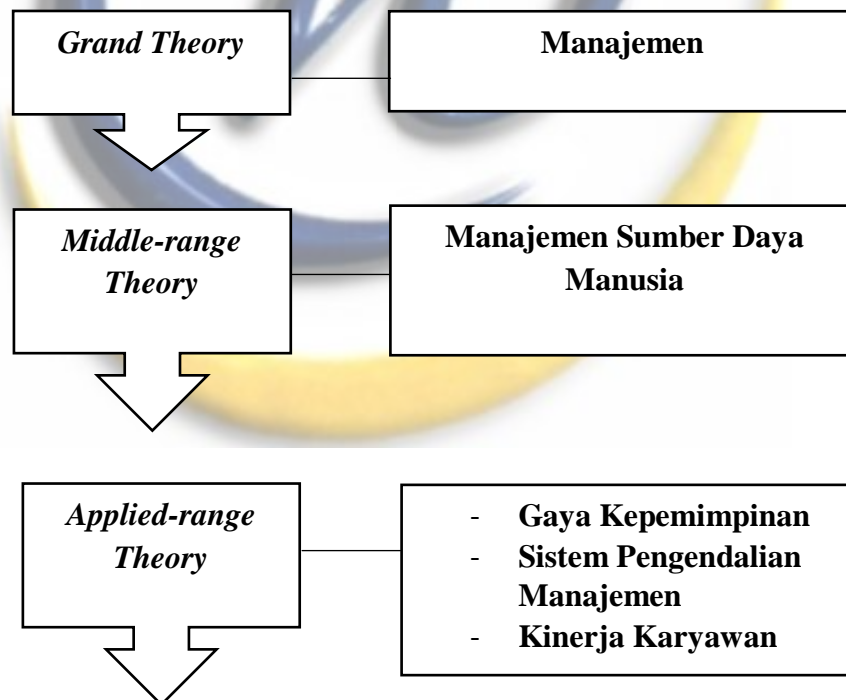 Grand Theory
Manajemen
Middle-range
Theory
Manajemen Sumber Daya
Manusia
Applied-range
Theory
- Gaya Kepemimpinan
- Sistem Pengendalian
Manajemen
- Kinerja Karyawan